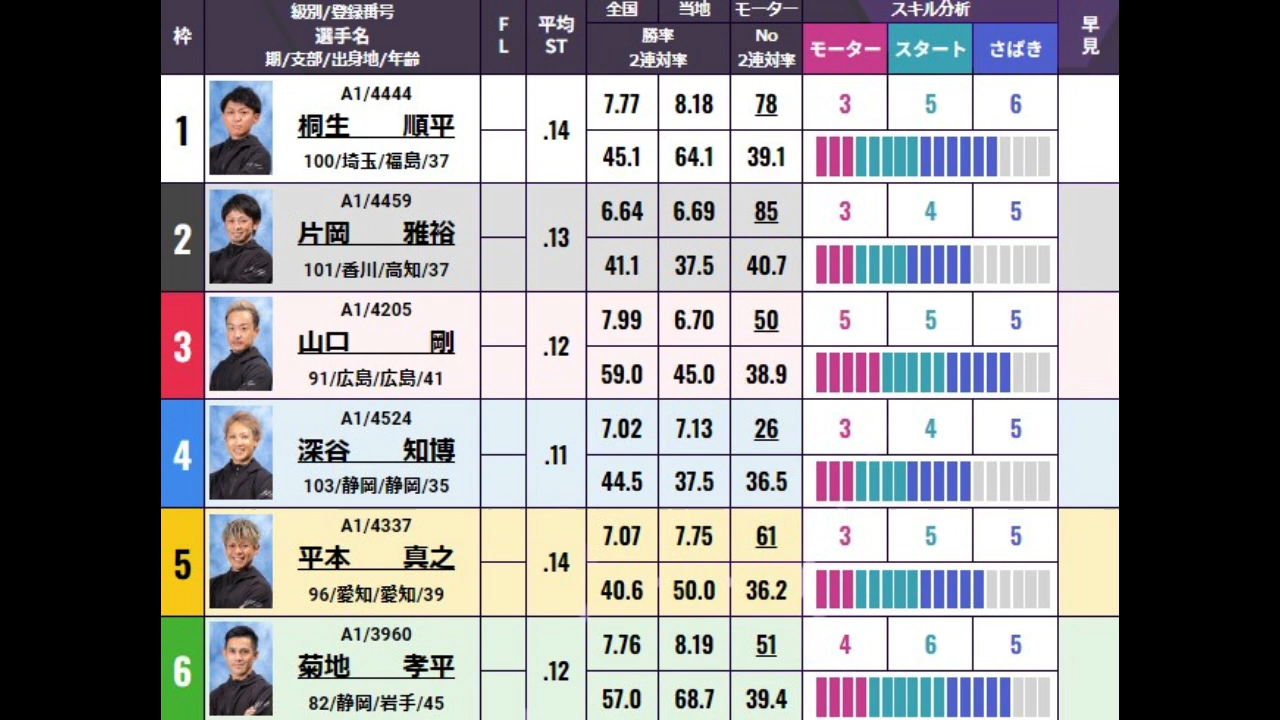 枠
級別/登録番号
選手名
期/支部/出身地/年齢
F
L
平均
ST
全国 当地 モーター
勝率
2連対率
No
2連対率
スキル分析
モーター スタート さばき
早
見
1
A1/4444
桐生 順平
100/埼玉/福島/37
.14
7.77 8.18 78 3 5 6
45.1 64.1 39.1
2
A1/4459
片岡 雅裕
101/香川/高知/37
.13
6.64 6.69 85 3 4 5
41.1 37.5 40.7
3
A1/4205
山口 剛
91/広島/広島/41
.12
7.99 6.70 50 5 5 5
59.0 45.0 38.9
4
A1/4524
深谷 知博
103/静岡/静岡/35
.11
7.02 7.13 26 3 4 5
44.5 37.5 36.5
5
A1/4337
平本 真之
96/愛知/愛知/39
.14
7.07 7.75 61 3 5 5
40.6 50.0 36.2
6
A1/3960
菊地 孝平
82/静岡/岩手/45
.12
7.76 8.19 51 4 6 5
57.0 68.7 39.4